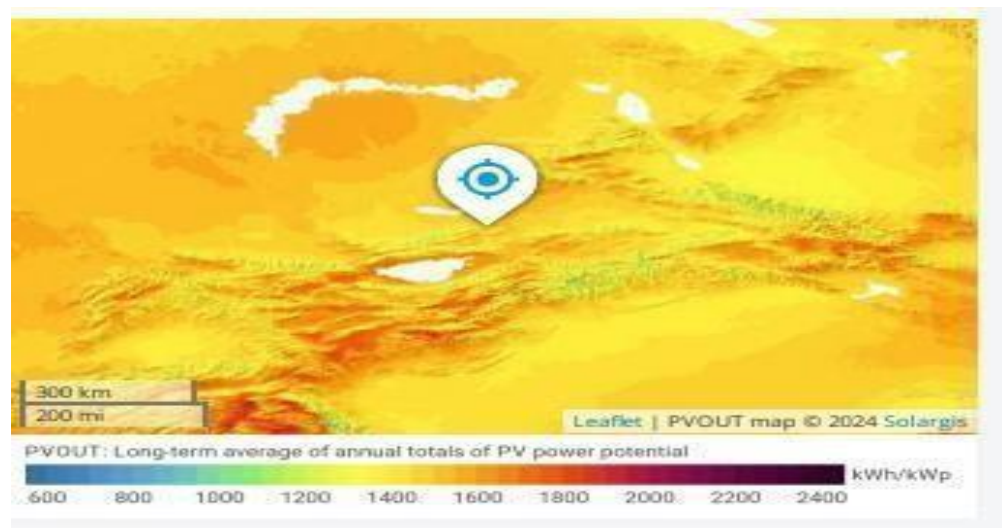 300 km
200 mi
Leaflet | PVOUT map © 2024 Solargis
PVOUT: Long-term average of annual totals of PV power potential
kWh/kWp
600 800 1000 1200 1400 1600 1800 2000 2200 2400